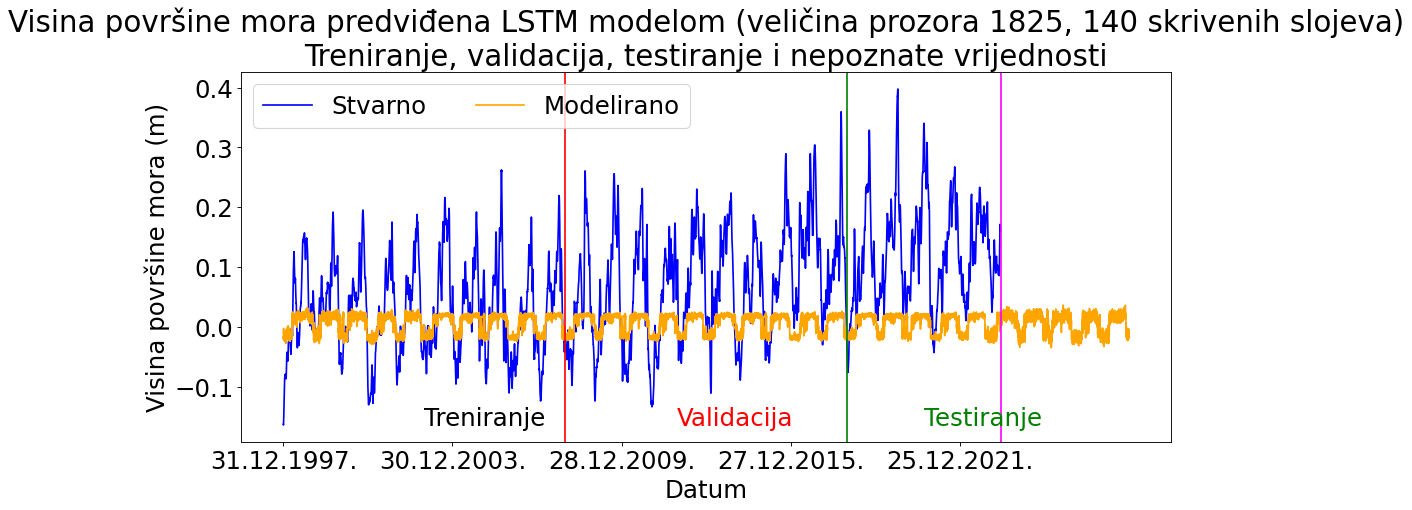 Visina površine mora predviđena LSTM modelom (veličina prozora 1825, 140 skrivenih slojeva)
Treniranje, validacija, testiranje i nepoznate vrijednosti
Stvarno
Modelirano
Visina površine mora (m)
0.4
0.3
0.2
0.1
0.0
−0.1
Treniranje
Validacija
Testiranje
31.12.1997.
30.12.2003.
28.12.2009.
27.12.2015.
25.12.2021.
Datum